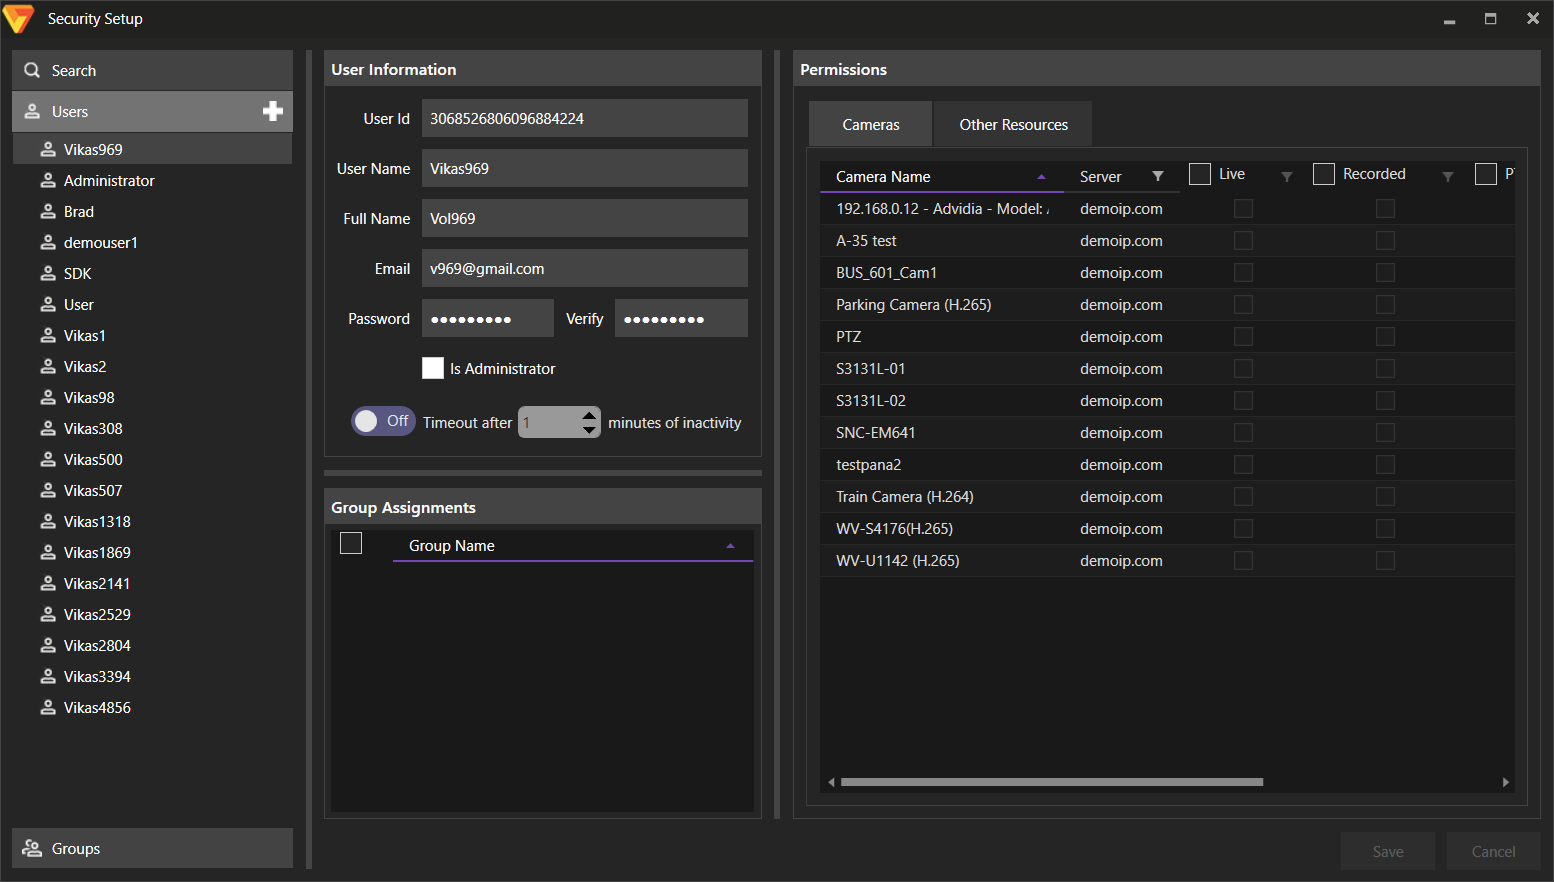 Security Setup
Search
Users
Vikas969
Administrator
Brad
demouser1
SDK
User
Vikas1
Vikas2
Vikas98
Vikas308
Vikas500
Vikas507
Vikas1318
Vikas1869
Vikas2141
Vikas2529
Vikas2804
Vikas3394
Vikas4856
Groups
User Information
User Id 3068526806096884224
User Name Vikas969
Full Name Vol969
Email v969@gmail.com
Password ●●●●●●●●● Verify ●●●●●●●●●
Is Administrator
Off Timeout after 1 minutes of inactivity
Group Assignments
Group Name
Permissions
Cameras Other Resources
Camera Name Server Live Recorded
192.168.0.12 - Advidia - Model: demoip.com
A-35 test demoip.com
BUS_601_Cam1 demoip.com
Parking Camera (H.265) demoip.com
PTZ demoip.com
S3131L-01 demoip.com
S3131L-02 demoip.com
SNC-EM641 demoip.com
testpana2 demoip.com
Train Camera (H.264) demoip.com
WV-S4176(H.265) demoip.com
WV-U1142 (H.265) demoip.com
Save Cancel